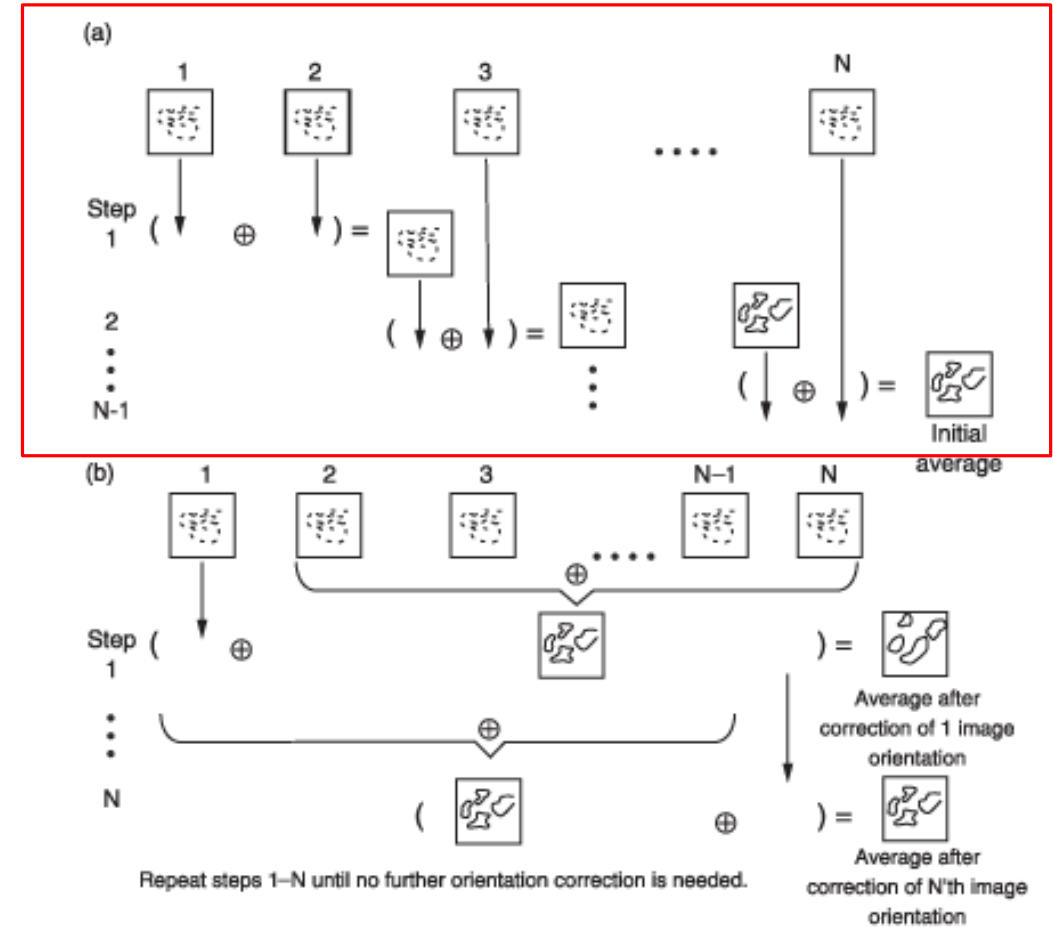 (a)
1 2 3 N
Step
1 ( ⊕ ) =
2 ( ⊕ ) =
N-1 ( ⊕ ) =
Initial
average
(b) 1 2 3 N–1 N
⊕
Step ( ⊕ ) =
1
Average after
correction of 1 image
orientation
⊕
N ( ⊕ ) =
Average after
correction of N'th image
orientation
Repeat steps 1–N until no further orientation correction is needed.